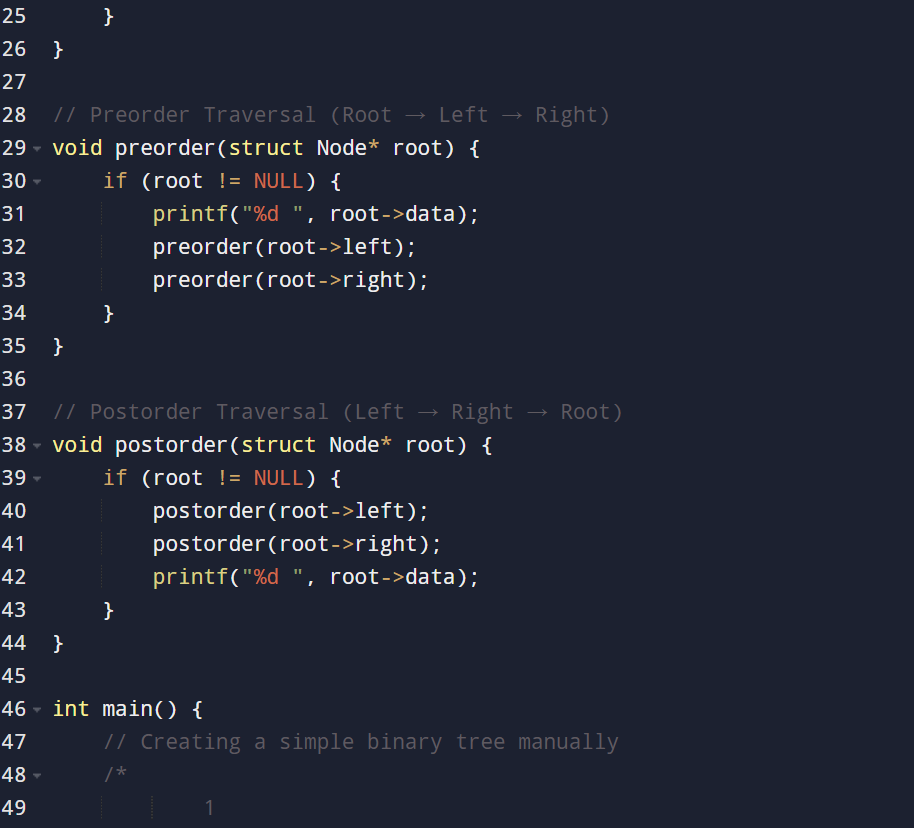 25     }
26 }
27
28 // Preorder Traversal (Root → Left → Right)
29 void preorder(struct Node* root) {
30     if (root != NULL) {
31         printf("%d ", root->data);
32         preorder(root->left);
33         preorder(root->right);
34     }
35 }
36
37 // Postorder Traversal (Left → Right → Root)
38 void postorder(struct Node* root) {
39     if (root != NULL) {
40         postorder(root->left);
41         postorder(root->right);
42         printf("%d ", root->data);
43     }
44 }
45
46 int main() {
47     // Creating a simple binary tree manually
48     /*
49             1